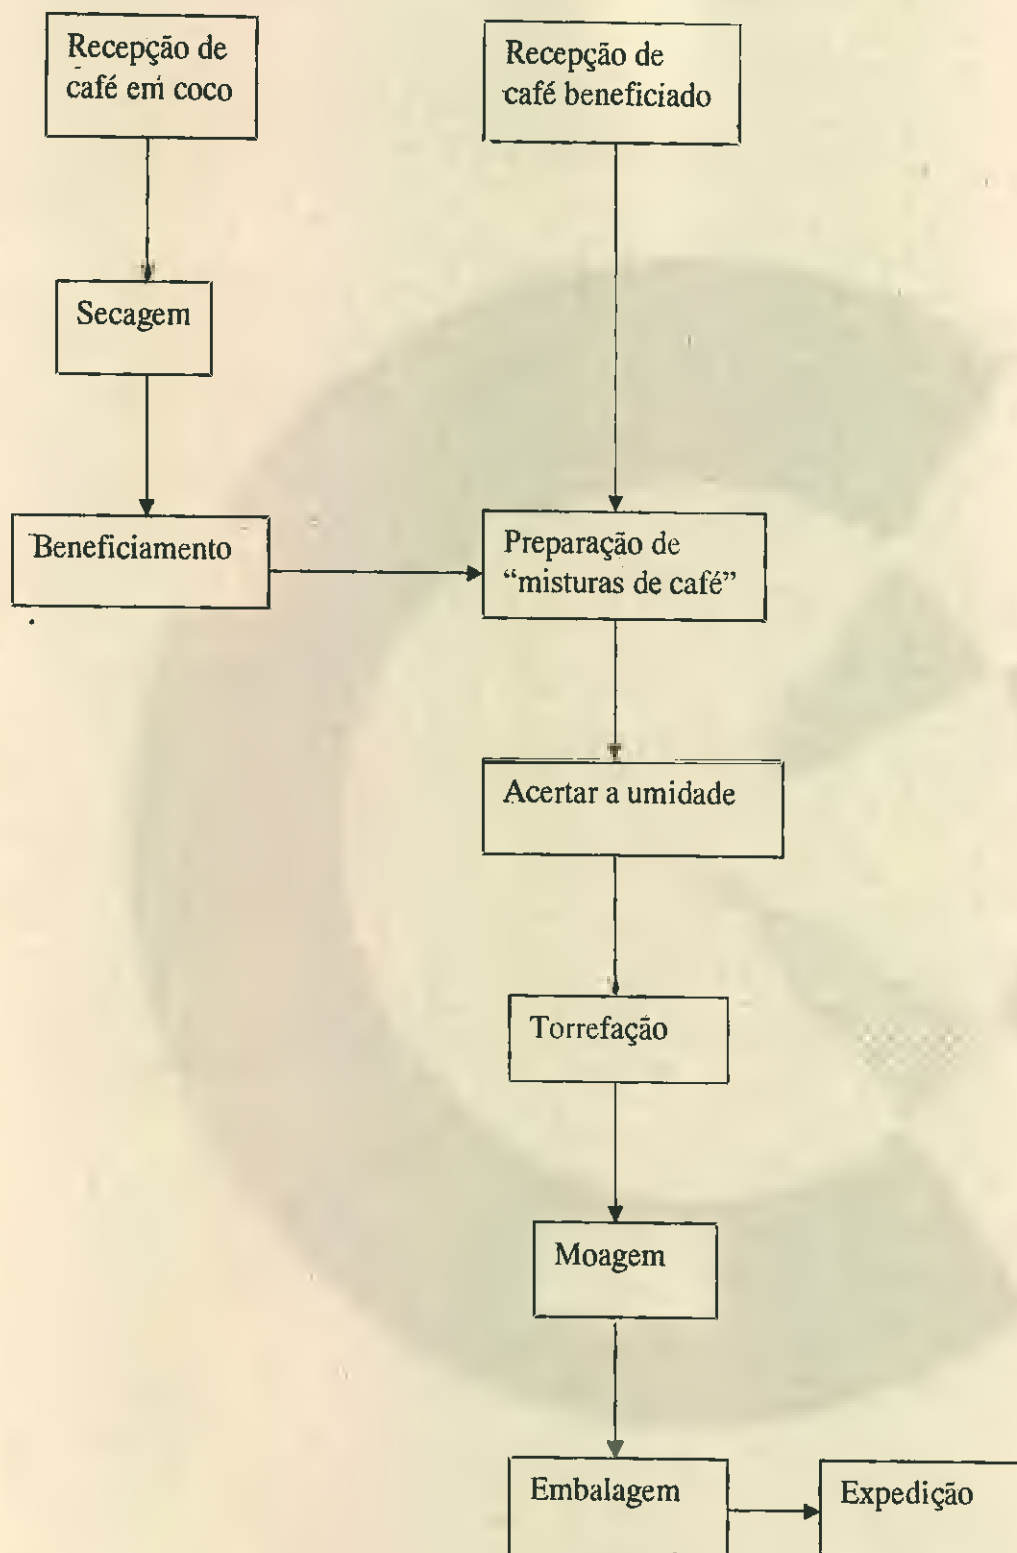 Recepção de
café em coco
Recepção de
café beneficiado
Secagem
Beneficiamento
Preparação de
“misturas de café”
Acertar a umidade
Torrefação
Moagem
Embalagem
Expedição